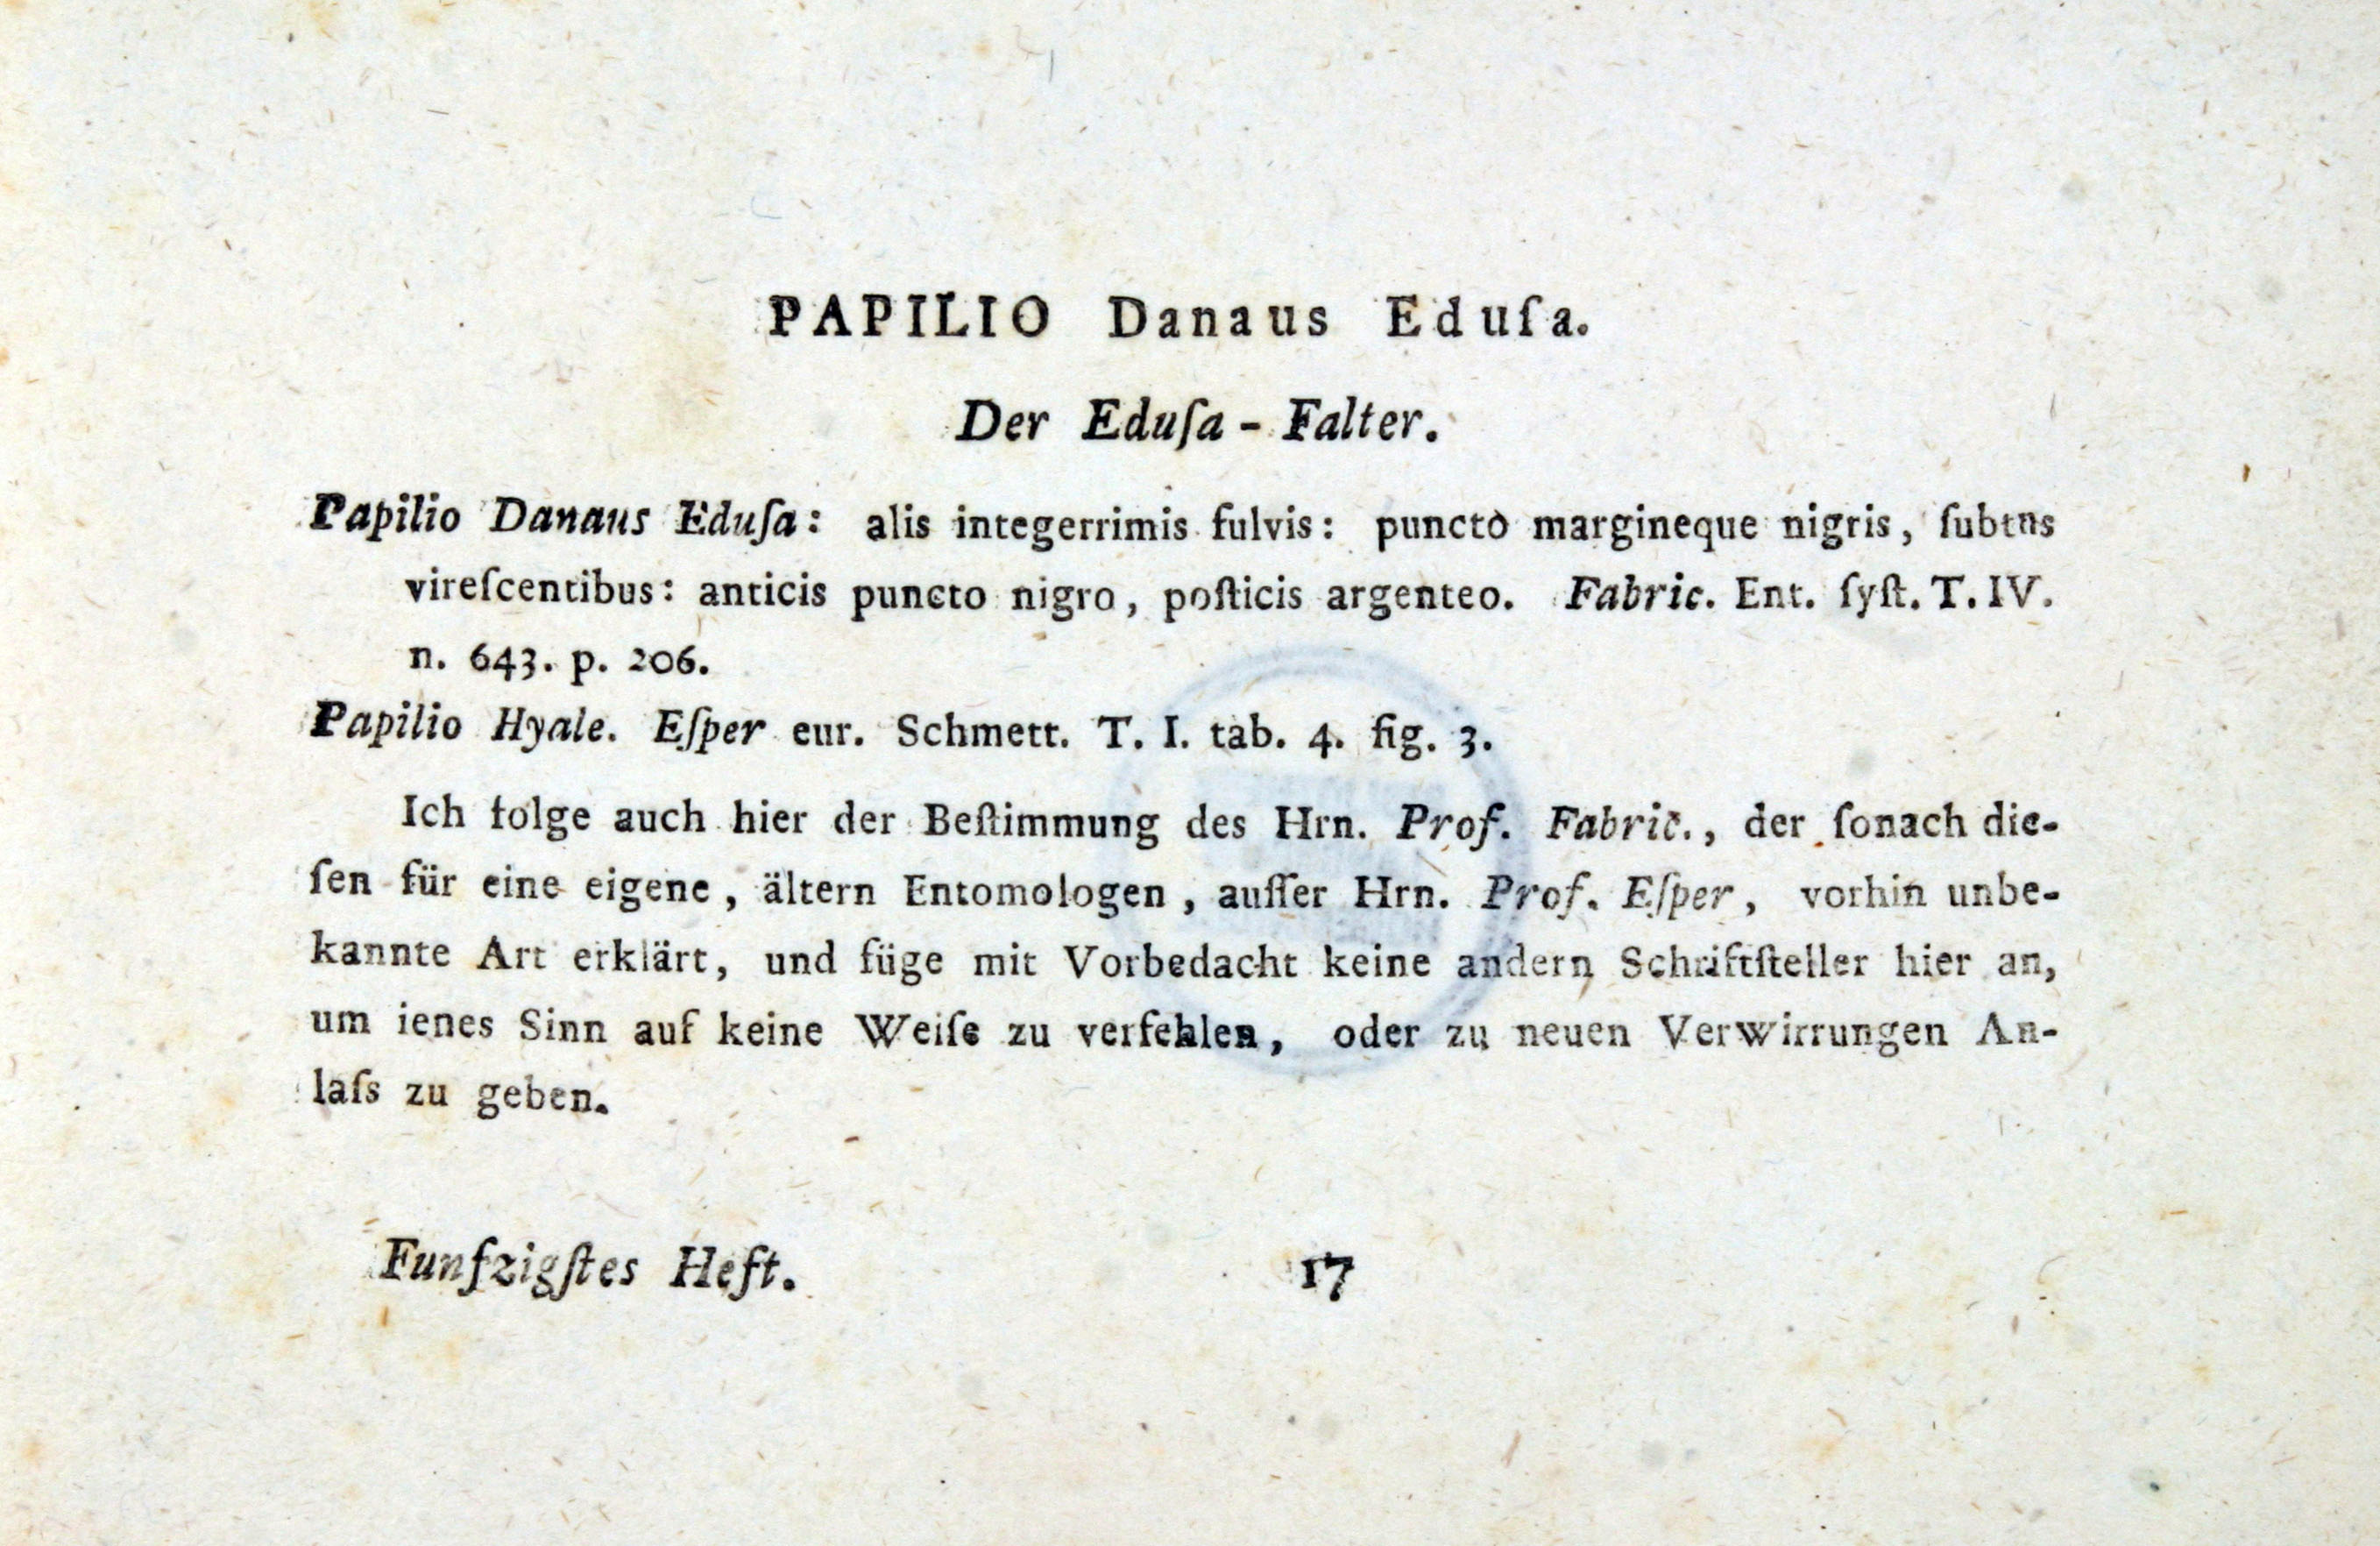 PAPILIO Danaus Eduſa.
Der Eduſa - Falter.
Papilio Danaus Eduſa: alis integerrimis fulvis: puncto margineque nigris, ſubtus
vireſcentibus: anticis puncto nigro, poſticis argenteo. Fabric. Ent. ſyſt. T. IV.
n. 643. p. 206.
Papilio Hyale. Eſper eur. Schmett. T. I. tab. 4. fig. 3.
Ich folge auch hier der Beſtimmung des Hrn. Prof. Fabric., der ſonach die-
ſen für eine eigene, ältern Entomologen, auſſer Hrn. Prof. Eſper, vorhin unbe-
kannte Art erklärt, und füge mit Vorbedacht keine andern Schriftſteller hier an,
um ienes Sinn auf keine Weiſe zu verfehlen, oder zu neuen Verwirrungen An-
laſs zu geben.
Funfzigſtes Heft. 17